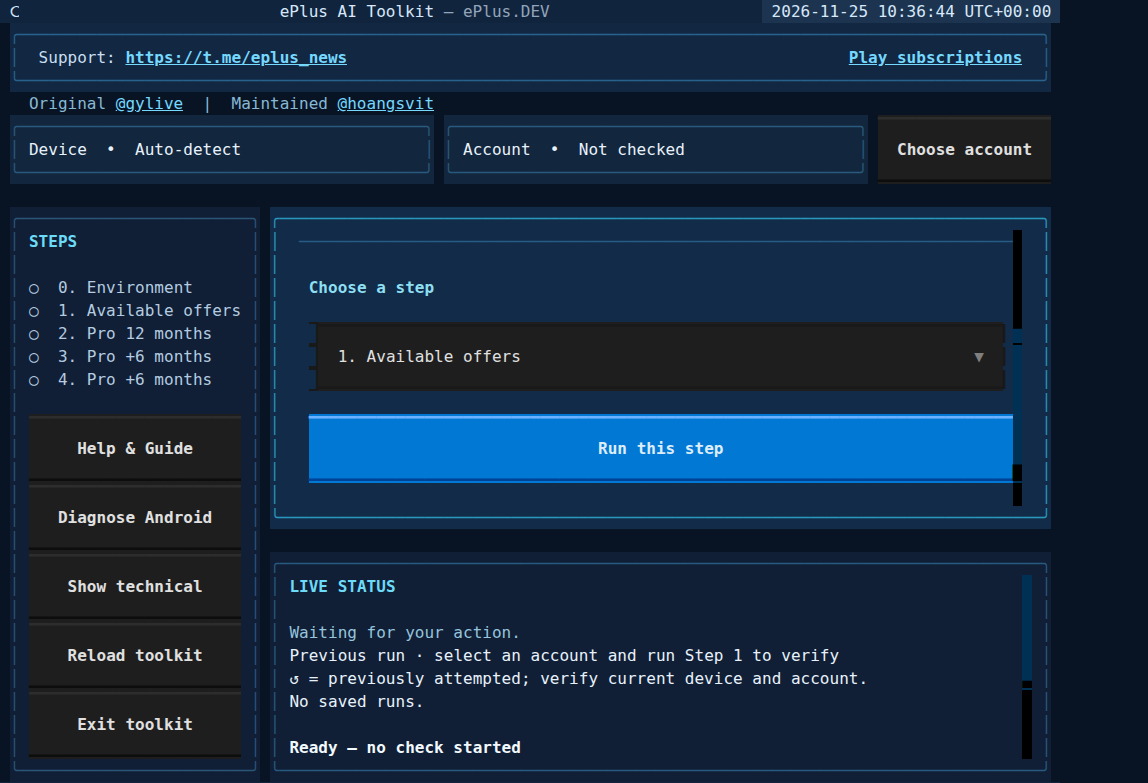 C ePlus AI Toolkit — ePlus.DEV 2026-11-25 10:36:44 UTC+00:00
Support: https://t.me/eplus_news Play subscriptions
Original @gylive | Maintained @hoangsvit
Device • Auto-detect
Account • Not checked
Choose account
STEPS
○ 0. Environment
○ 1. Available offers
○ 2. Pro 12 months
○ 3. Pro +6 months
○ 4. Pro +6 months
Help & Guide
Diagnose Android
Show technical
Reload toolkit
Exit toolkit
Choose a step
1. Available offers ▼
Run this step
LIVE STATUS
Waiting for your action.
Previous run · select an account and run Step 1 to verify
↺ = previously attempted; verify current device and account.
No saved runs.
Ready — no check started